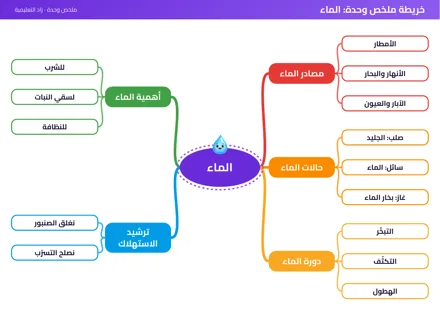 خريطة ملخص وحدة: الماء
ملخص وحدة - زاد التعليمية
الماء
مصادر الماء
الأمطار
الأنهار والبحار
الآبار والعيون
حالات الماء
صلب: الجليد
سائل: الماء
غاز: بخار الماء
دورة الماء
التبخّر
التكثّف
الهطول
أهمية الماء
للشرب
لسقي النبات
للنظافة
ترشيد
الاستهلاك
نغلق الصنبور
نصلح التسرّب